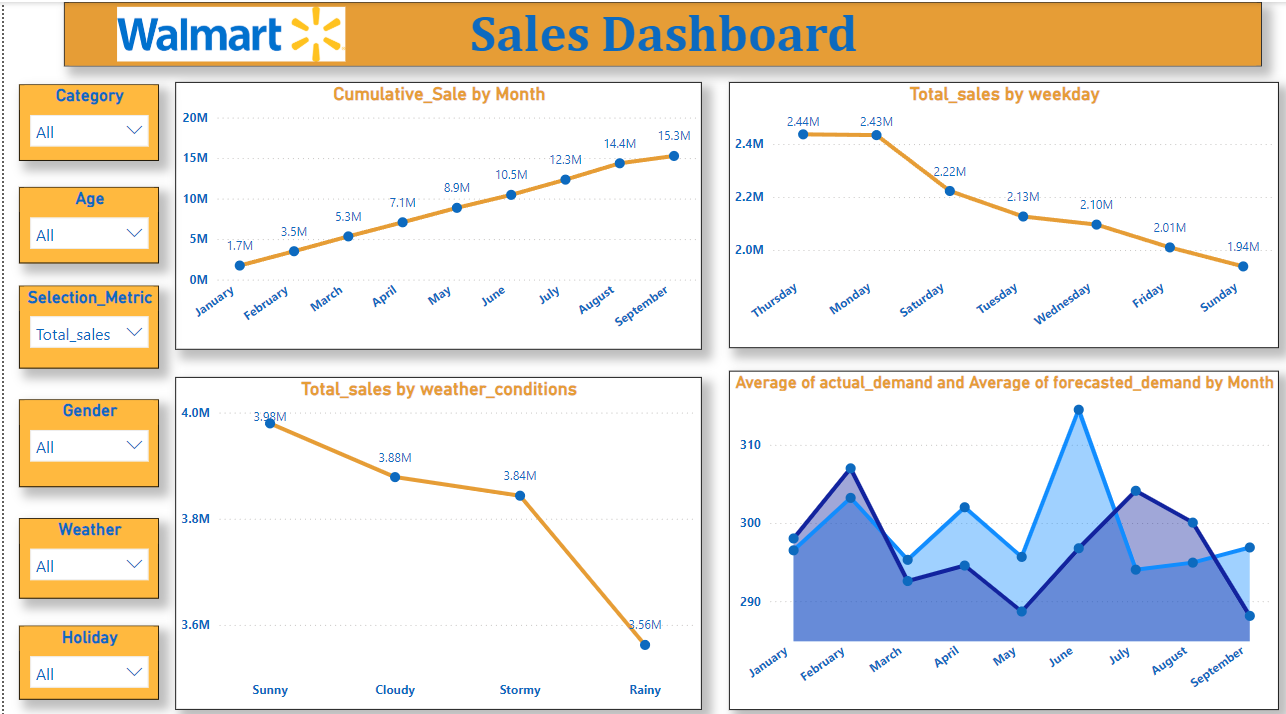 Walmart
Sales Dashboard
Category
All
Age
All
Selection_Metric
Total_sales
Gender
All
Weather
All
Holiday
All
Cumulative_Sale by Month
20M
15M
10M
5M
0M
1.7M
3.5M
5.3M
7.1M
8.9M
10.5M
12.3M
14.4M
15.3M
January
February
March
April
May
June
July
August
September
Total_sales by weekday
2.4M
2.2M
2.0M
2.44M
2.43M
2.22M
2.13M
2.10M
2.01M
1.94M
Thursday
Monday
Saturday
Tuesday
Wednesday
Friday
Sunday
Total_sales by weather_conditions
4.0M
3.8M
3.6M
3.98M
3.88M
3.84M
3.56M
Sunny
Cloudy
Stormy
Rainy
Average of actual_demand and Average of forecasted_demand by Month
310
300
290
January
February
March
April
May
June
July
August
September